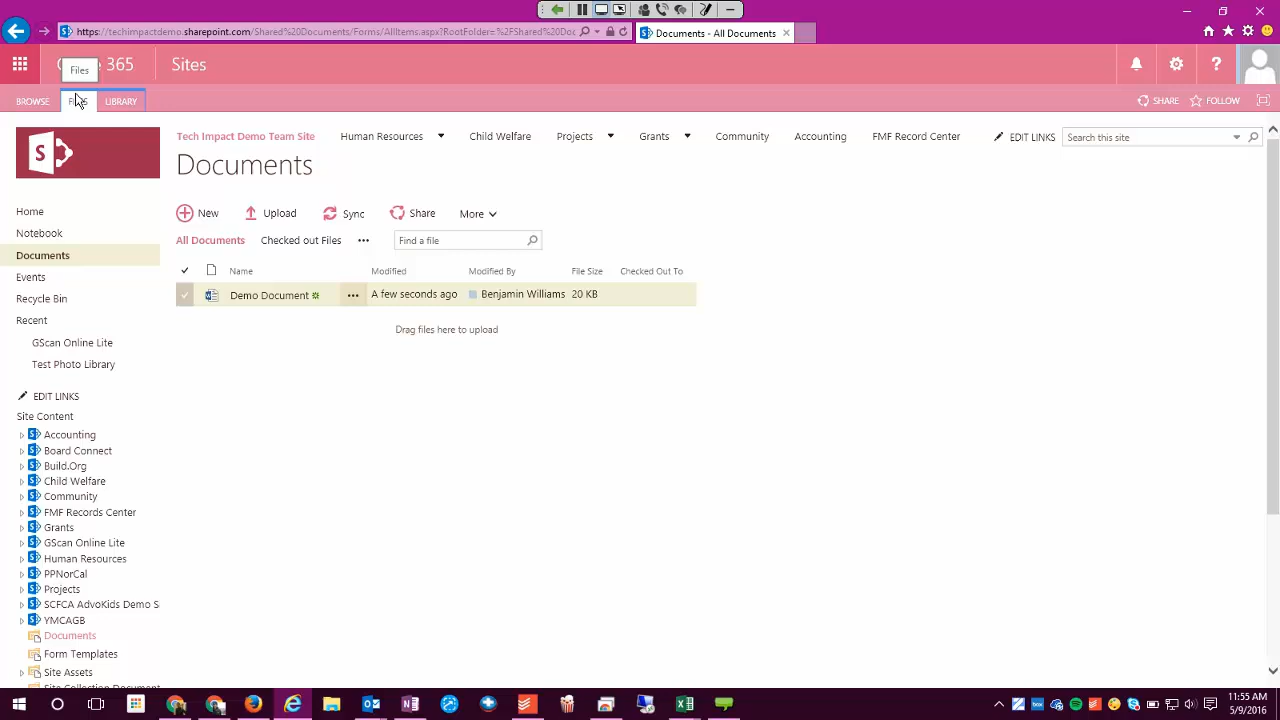 https://techimpactdemo.sharepoint.com/Shared%20Documents/Forms/AllItems.aspx?RootFolder=%2FShared%20Doc
Documents - All Documents
365
Files
Sites
BROWSE
LIBRARY
SHARE
FOLLOW
Tech Impact Demo Team Site
Human Resources
Child Welfare
Projects
Grants
Community
Accounting
FMF Record Center
EDIT LINKS
Search this site
S
Documents
Home
Notebook
Documents
Events
Recycle Bin
Recent
GScan Online Lite
Test Photo Library
EDIT LINKS
New
Upload
Sync
Share
More
All Documents
Checked out Files
Find a file
Name
Modified
Modified By
File Size
Checked Out To
Demo Document
A few seconds ago
Benjamin Williams
20 KB
Drag files here to upload
Site Content
Accounting
Board Connect
Build.Org
Child Welfare
Community
FMF Records Center
Grants
GScan Online Lite
Human Resources
PPNorCal
Projects
SCFCA AdvoKids Demo S
YMCAGB
Documents
Form Templates
Site Assets
Site Collection Document
11:55 AM
5/9/2016